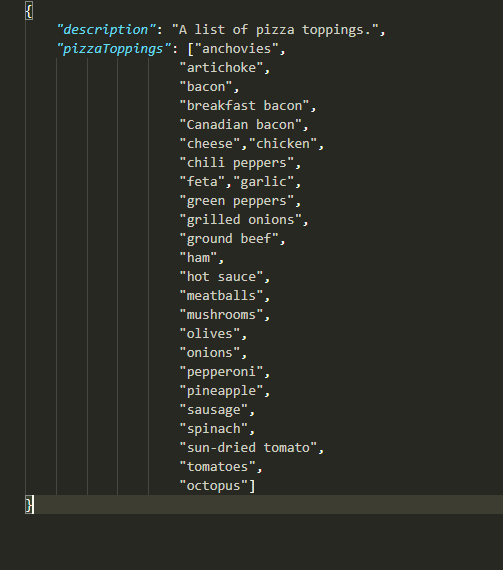 {
"description": "A list of pizza toppings.",
"pizzaToppings": ["anchovies",
"artichoke",
"bacon",
"breakfast bacon",
"Canadian bacon",
"cheese","chicken",
"chili peppers",
"feta","garlic",
"green peppers",
"grilled onions",
"ground beef",
"ham",
"hot sauce",
"meatballs",
"mushrooms",
"olives",
"onions",
"pepperoni",
"pineapple",
"sausage",
"spinach",
"sun-dried tomato",
"tomatoes",
"octopus"]
}